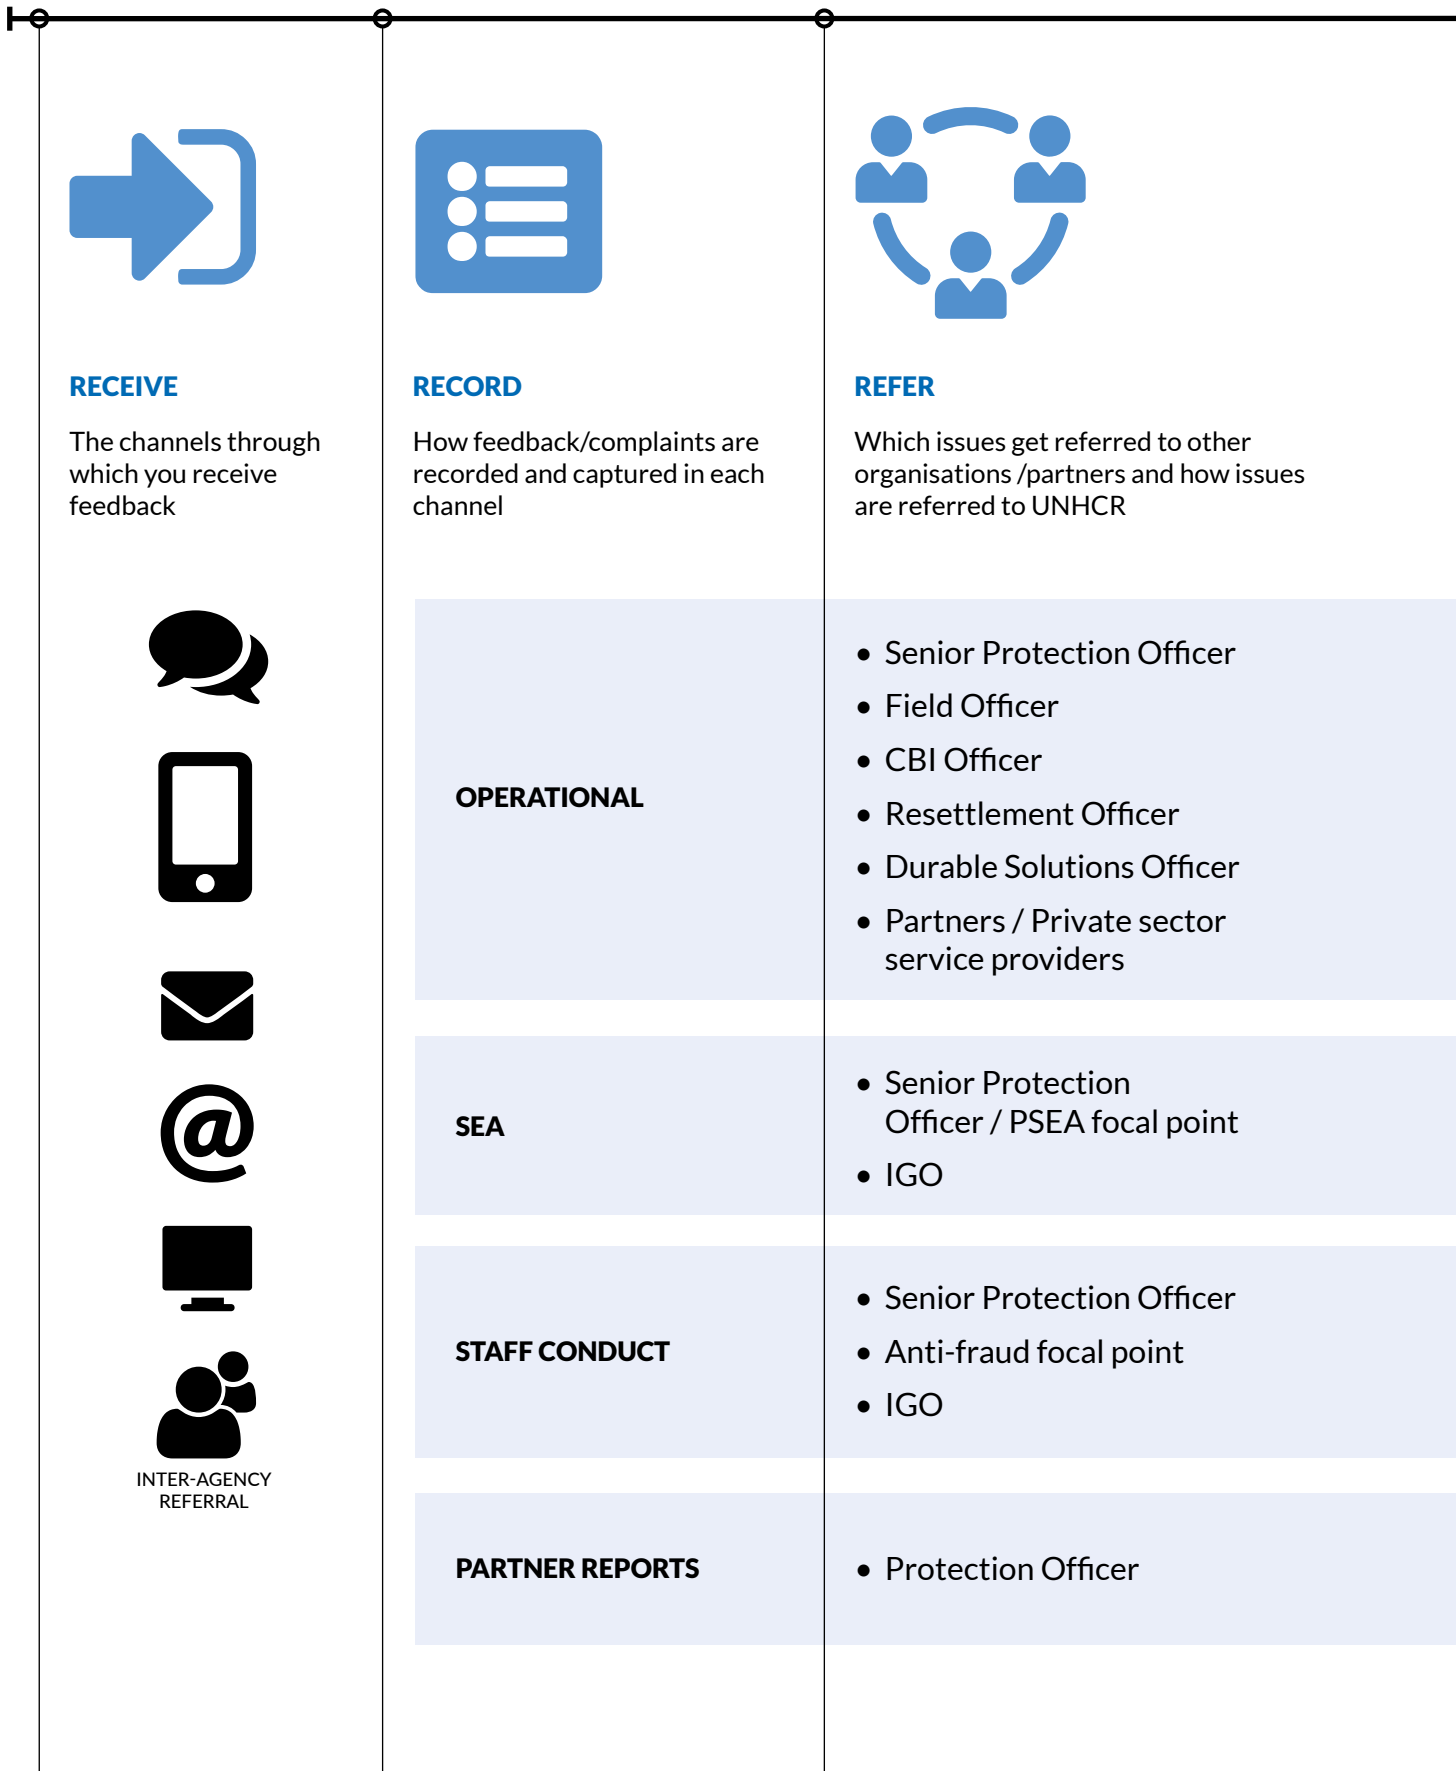 RECEIVE
The channels through
which you receive
feedback
INTER-AGENCY
REFERRAL
RECORD
How feedback/complaints are
recorded and captured in each
channel
REFER
Which issues get referred to other
organisations /partners and how issues
are referred to UNHCR
OPERATIONAL
• Senior Protection Officer
• Field Officer
• CBI Officer
• Resettlement Officer
• Durable Solutions Officer
• Partners / Private sector
service providers
SEA
• Senior Protection
Officer / PSEA focal point
• IGO
STAFF CONDUCT
• Senior Protection Officer
• Anti-fraud focal point
• IGO
PARTNER REPORTS
• Protection Officer